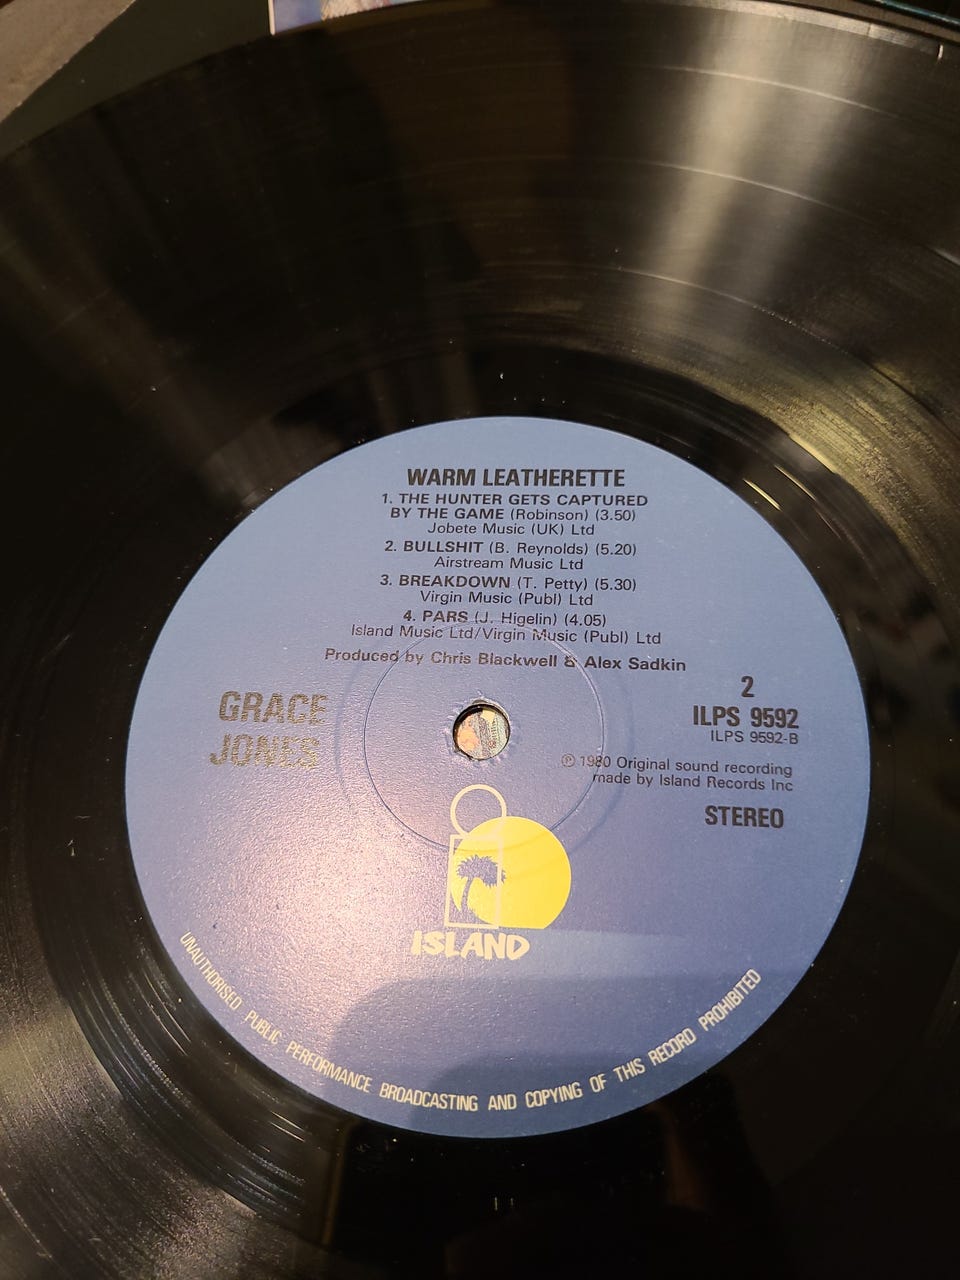 WARM LEATHERETTE
1. THE HUNTER GETS CAPTURED
BY THE GAME (Robinson) (3.50)
Jobete Music (UK) Ltd
2. BULLSHIT (B. Reynolds) (5.20)
Airstream Music Ltd
3. BREAKDOWN (T. Petty) (5.30)
Virgin Music (Publ) Ltd
4. PARS (J. Higelin) (4.05)
Island Music Ltd/Virgin Music (Publ) Ltd
Produced by Chris Blackwell & Alex Sadkin
GRACE
JONES
2
ILPS 9592
ILPS 9592-B
℗ 1980 Original sound recording
made by Island Records Inc
STEREO
ISLAND
UNAUTHORISED PUBLIC PERFORMANCE BROADCASTING AND COPYING OF THIS RECORD PROHIBITED